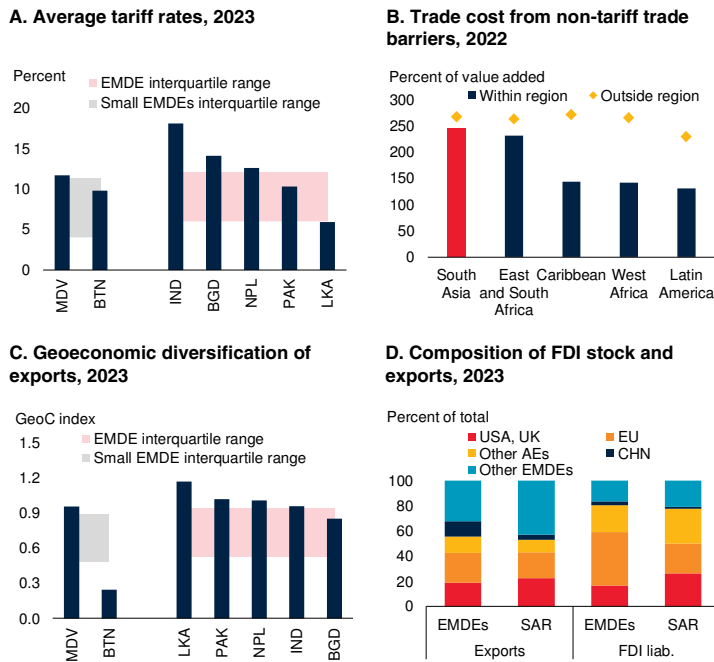 A. Average tariff rates, 2023
Percent
EMDE interquartile range
Small EMDEs interquartile range
20
15
10
5
0
MDV
BTN
IND
BGD
NPL
PAK
LKA
B. Trade cost from non-tariff trade
barriers, 2022
Percent of value added
Within region
Outside region
300
250
200
150
100
50
0
South
Asia
East
and South
Africa
Caribbean
West
Africa
Latin
America
C. Geoeconomic diversification of
exports, 2023
GeoC index
EMDE interquartile range
Small EMDE interquartile range
1.5
1.2
0.9
0.6
0.3
0.0
MDV
BTN
LKA
PAK
NPL
IND
BGD
D. Composition of FDI stock and
exports, 2023
Percent of total
USA, UK
EU
Other AEs
CHN
Other EMDEs
100
80
60
40
20
0
EMDEs
SAR
EMDEs
SAR
Exports
FDI liab.